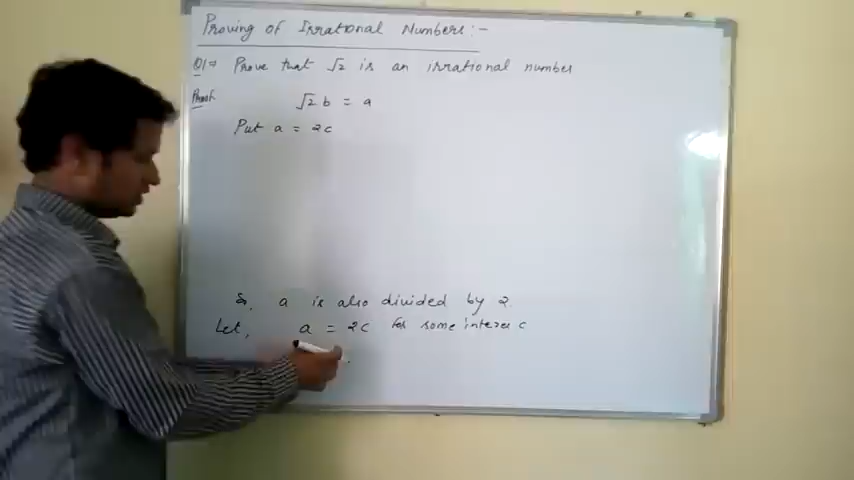 Proving of Irrational Numbers:-
Q1→ Prove that √2 is an irrational number
Proof
√2 b = a
Put a = 2c
So, a is also divided by 2.
Let, a = 2c for some intezer c